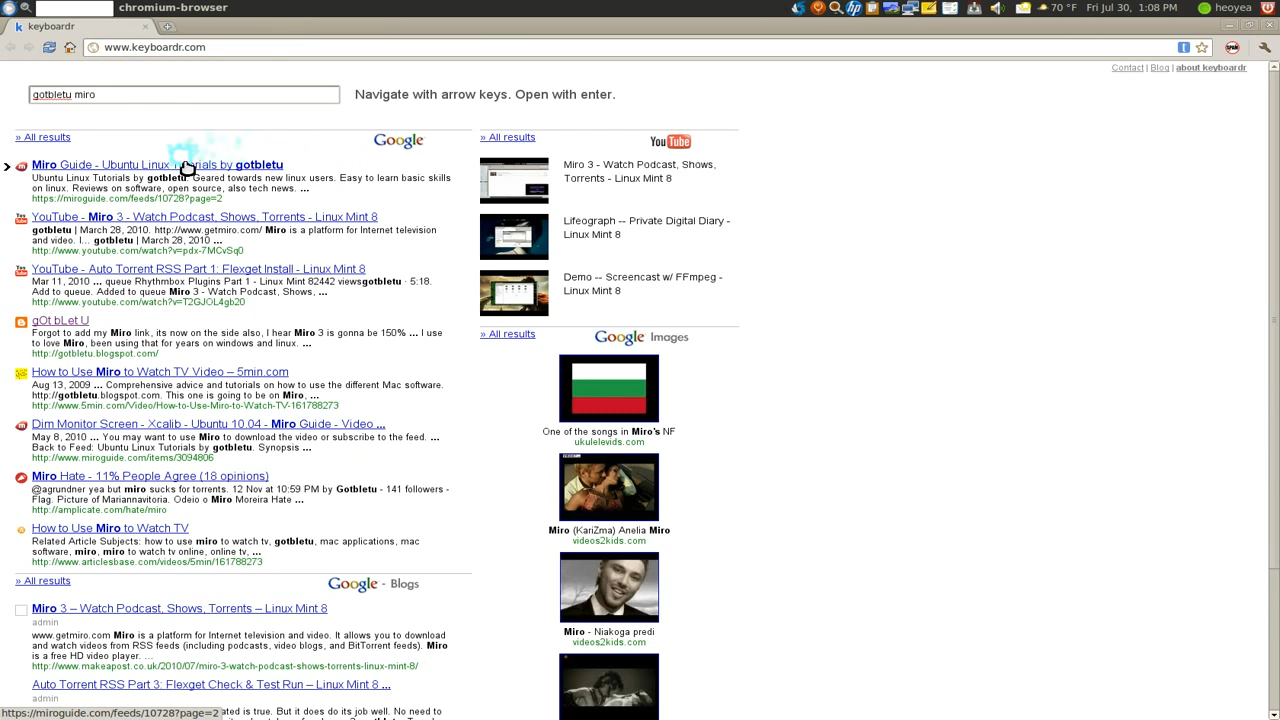 chromium-browser
70 °F Fri Jul 30, 1:08 PM heoyea
keyboardr
www.keyboardr.com
Contact | Blog | about keyboardr
gotbletu miro
Navigate with arrow keys. Open with enter.
» All results
Google
Miro Guide - Ubuntu Linux Tutorials by gotbletu
Ubuntu Linux Tutorials by gotbletu. Geared towards new linux users. Easy to learn basic skills
on linux. Reviews on software, open source, also tech news. ...
https://miroguide.com/feeds/10728?page=2
YouTube - Miro 3 - Watch Podcast, Shows, Torrents - Linux Mint 8
gotbletu | March 28, 2010. http://www.getmiro.com/ Miro is a platform for Internet television
and video. I... gotbletu | March 28, 2010 ...
http://www.youtube.com/watch?v=pdx-7MCvSq0
YouTube - Auto Torrent RSS Part 1: Flexget Install - Linux Mint 8
Mar 11, 2010 ... queue Rhythmbox Plugins Part 1 - Linux Mint 82442 viewsgotbletu · 5:18.
Add to queue. Added to queue Miro 3 - Watch Podcast, Shows, ...
http://www.youtube.com/watch?v=T2GJOL4gb20
gOt bLet U
Forgot to add my Miro link, its now on the side also, I hear Miro 3 is gonna be 150% ... I use
to love Miro, been using that for years on windows and linux. ...
http://gotbletu.blogspot.com/
How to Use Miro to Watch TV Video – 5min.com
Aug 13, 2009 ... Comprehensive advice and tutorials on how to use the different Mac software.
http://gotbletu.blogspot.com. This one is going to be on Miro, ...
http://www.5min.com/Video/How-to-Use-Miro-to-Watch-TV-161788273
Dim Monitor Screen - Xcalib - Ubuntu 10.04 - Miro Guide - Video ...
May 8, 2010 ... You may want to use Miro to download the video or subscribe to the feed. ...
Back to Feed: Ubuntu Linux Tutorials by gotbletu. Synopsis ...
http://www.miroguide.com/items/3094806
Miro Hate - 11% People Agree (18 opinions)
@agrundner yea but miro sucks for torrents. 12 Nov at 10:59 PM by Gotbletu - 141 followers -
Flag. Picture of Mariannavitoria. Odeio o Miro Moreira Hate ...
http://amplicate.com/hate/miro
How to Use Miro to Watch TV
Related Article Subjects: how to use miro to watch tv, gotbletu, mac applications, mac
software, miro, miro to watch tv online, online tv, ...
http://www.articlesbase.com/videos/5min/161788273
» All results
Google - Blogs
Miro 3 – Watch Podcast, Shows, Torrents – Linux Mint 8
admin
www.getmiro.com Miro is a platform for Internet television and video. It allows you to download
and watch videos from RSS feeds (including podcasts, video blogs, and BitTorrent feeds). Miro
is a free HD video player. ...
http://www.makeapost.co.uk/2010/07/miro-3-watch-podcast-shows-torrents-linux-mint-8/
Auto Torrent RSS Part 3: Flexget Check & Test Run – Linux Mint 8 ...
admin
ated is true. But it does do its job well. No need to
https://miroguide.com/feeds/10728?page=2
» All results
YouTube
Miro 3 - Watch Podcast, Shows,
Torrents - Linux Mint 8
Lifeograph -- Private Digital Diary -
Linux Mint 8
Demo -- Screencast w/ FFmpeg -
Linux Mint 8
» All results
Google Images
One of the songs in Miro's NF
ukulelevids.com
Miro (KariZma) Anelia Miro
videos2kids.com
Miro - Niakoga predi
videos2kids.com